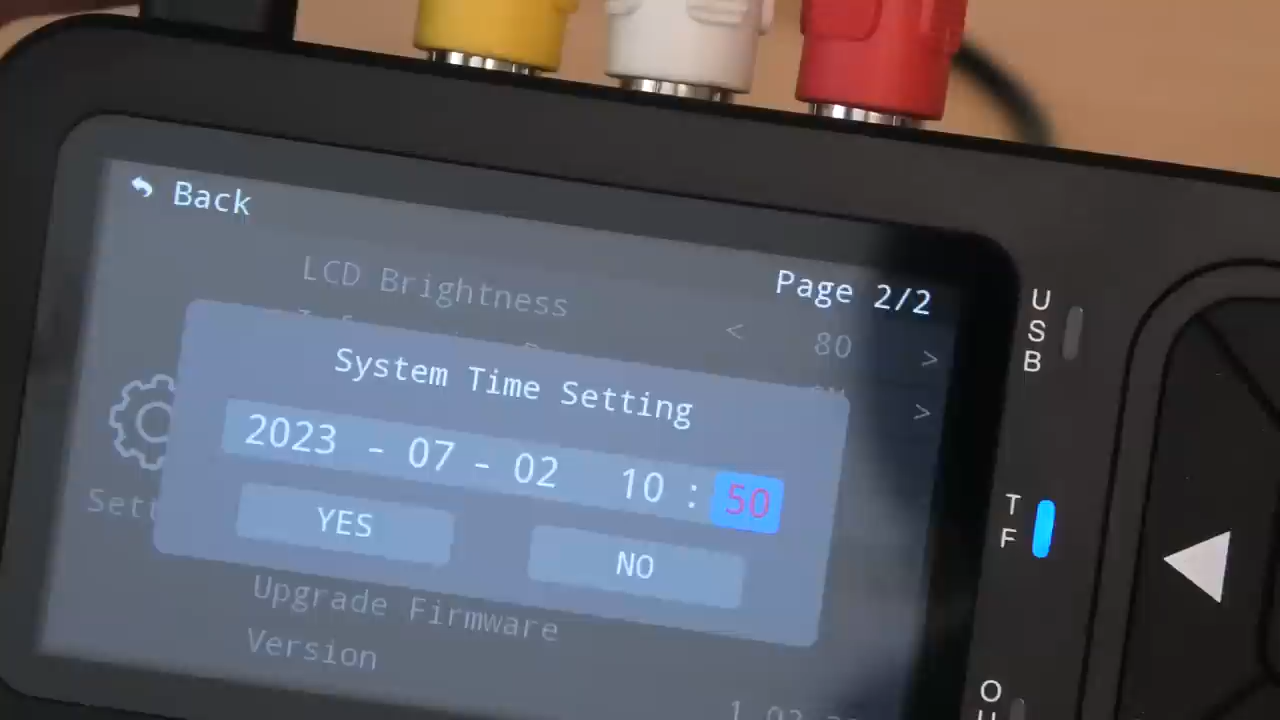 Back
Page 2/2
LCD Brightness
< 80 >
>
System Time Setting
2023 - 07 - 02 10 : 50
YES
NO
Sett
Upgrade Firmware
Version
USB
TF